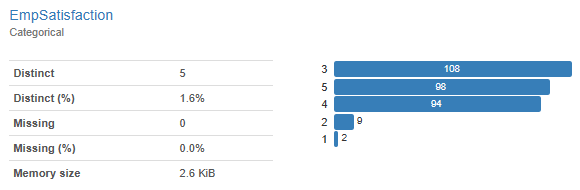 EmpSatisfaction
Categorical
Distinct 5
Distinct (%) 1.6%
Missing 0
Missing (%) 0.0%
Memory size 2.6 KiB
3 108
5 98
4 94
2 9
1 2